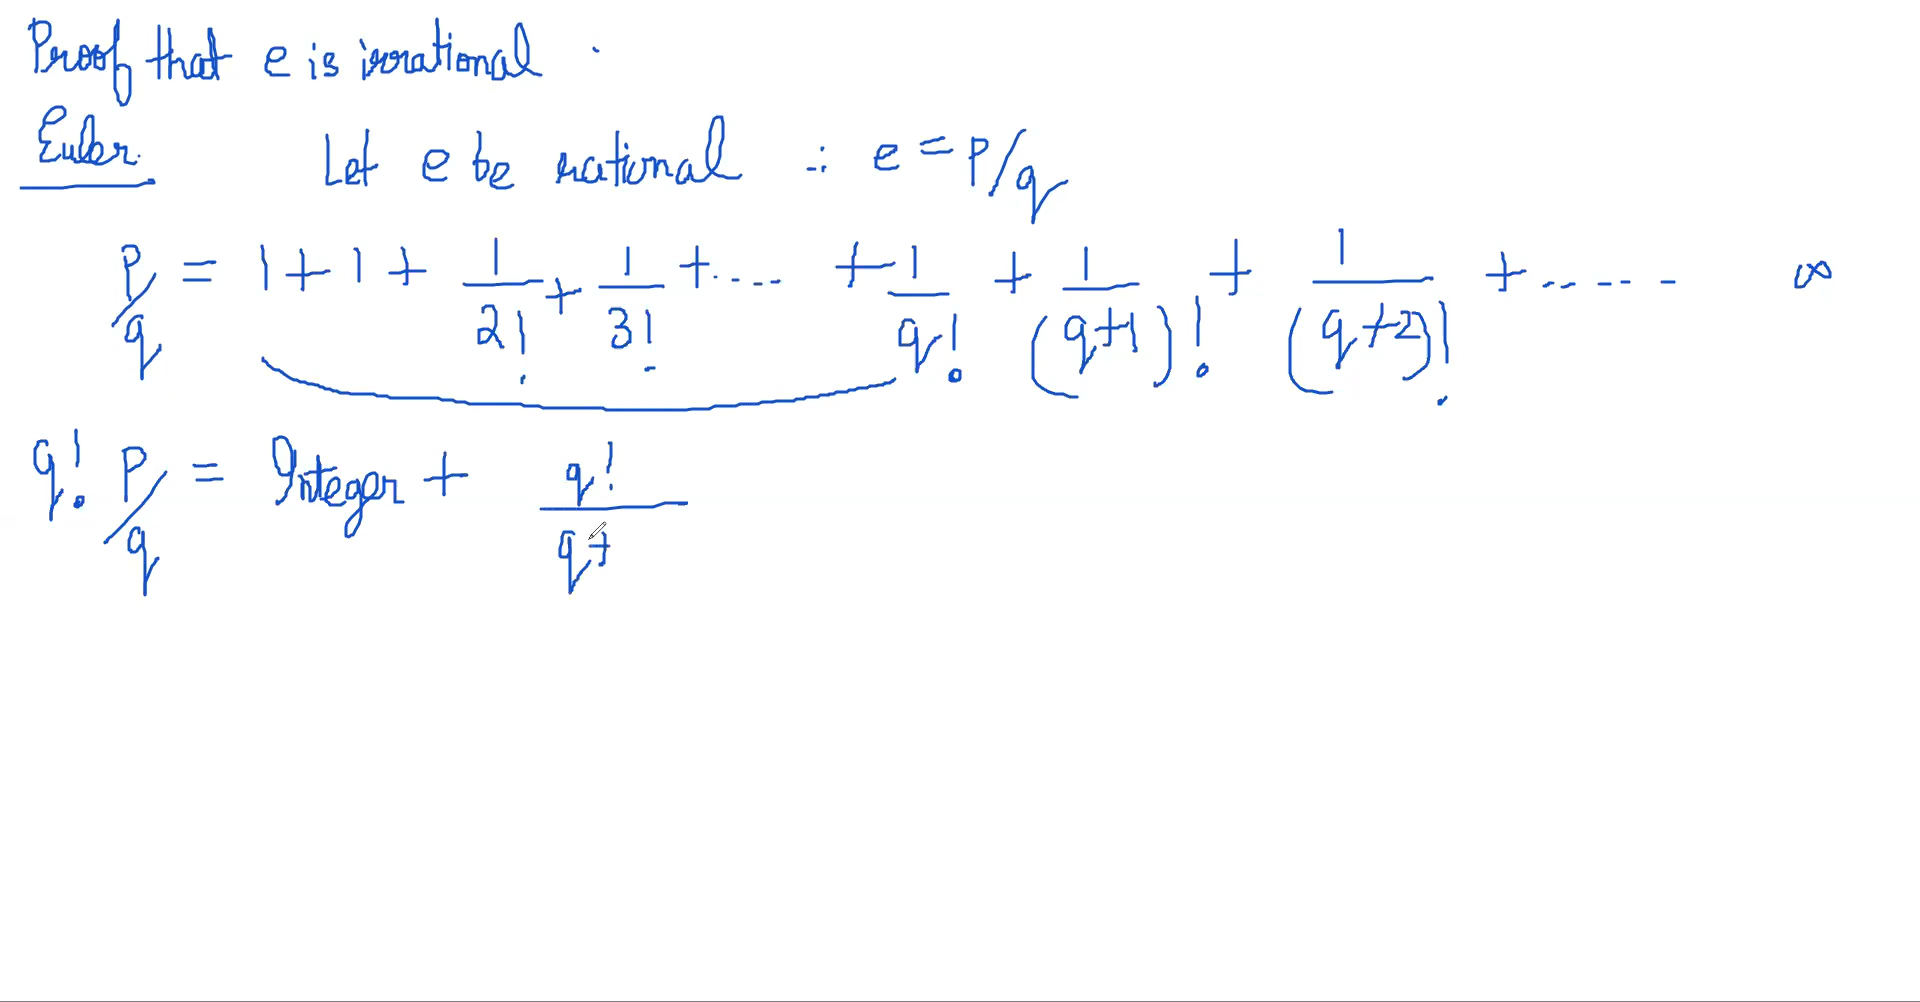 Proof that e is irrational.
Euler. Let e be rational ∴ e = p/q
p/q = 1 + 1 + 1/2! + 1/3! + .... + 1/q! + 1/(q+1)! + 1/(q+2)! + ..... ∞
q! p/q = Integer + q!/q+